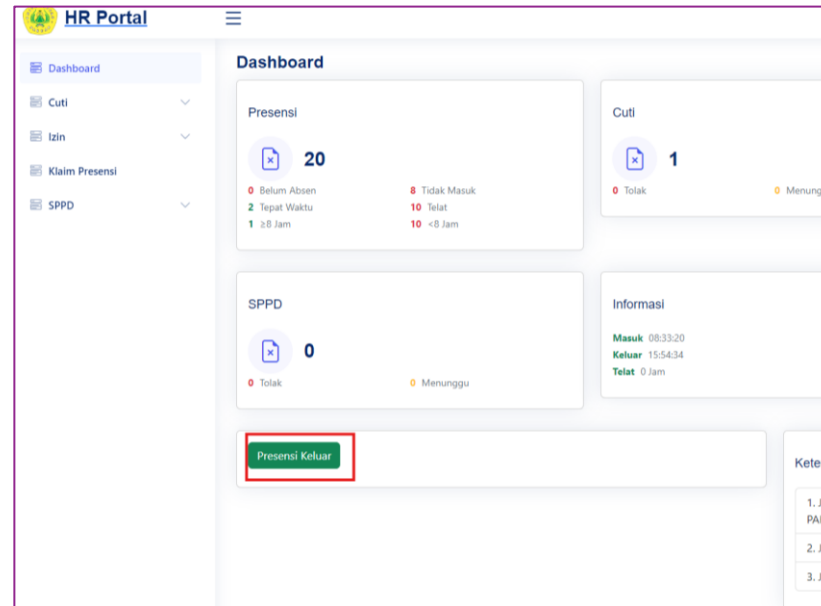 HR Portal
Dashboard
Cuti
Izin
Klaim Presensi
SPPD
Dashboard
Presensi
20
0 Belum Absen
8 Tidak Masuk
2 Tepat Waktu
10 Telat
1 ≥8 Jam
10 <8 Jam
Cuti
1
0 Tolak
0 Menung
SPPD
0
0 Tolak
0 Menunggu
Informasi
Masuk 08:33:20
Keluar 15:54:34
Telat 0 Jam
Presensi Keluar
Kete
1. J
PA
2. J
3. J